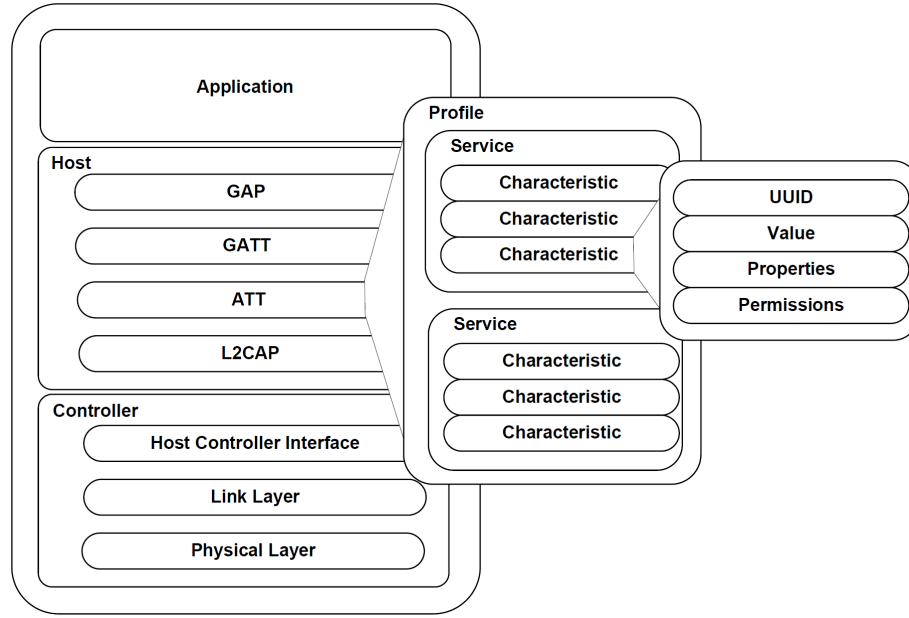 Application
Host
GAP
GATT
ATT
L2CAP
Controller
Host Controller Interface
Link Layer
Physical Layer
Profile
Service
Characteristic
Characteristic
Characteristic
Service
Characteristic
Characteristic
Characteristic
UUID
Value
Properties
Permissions